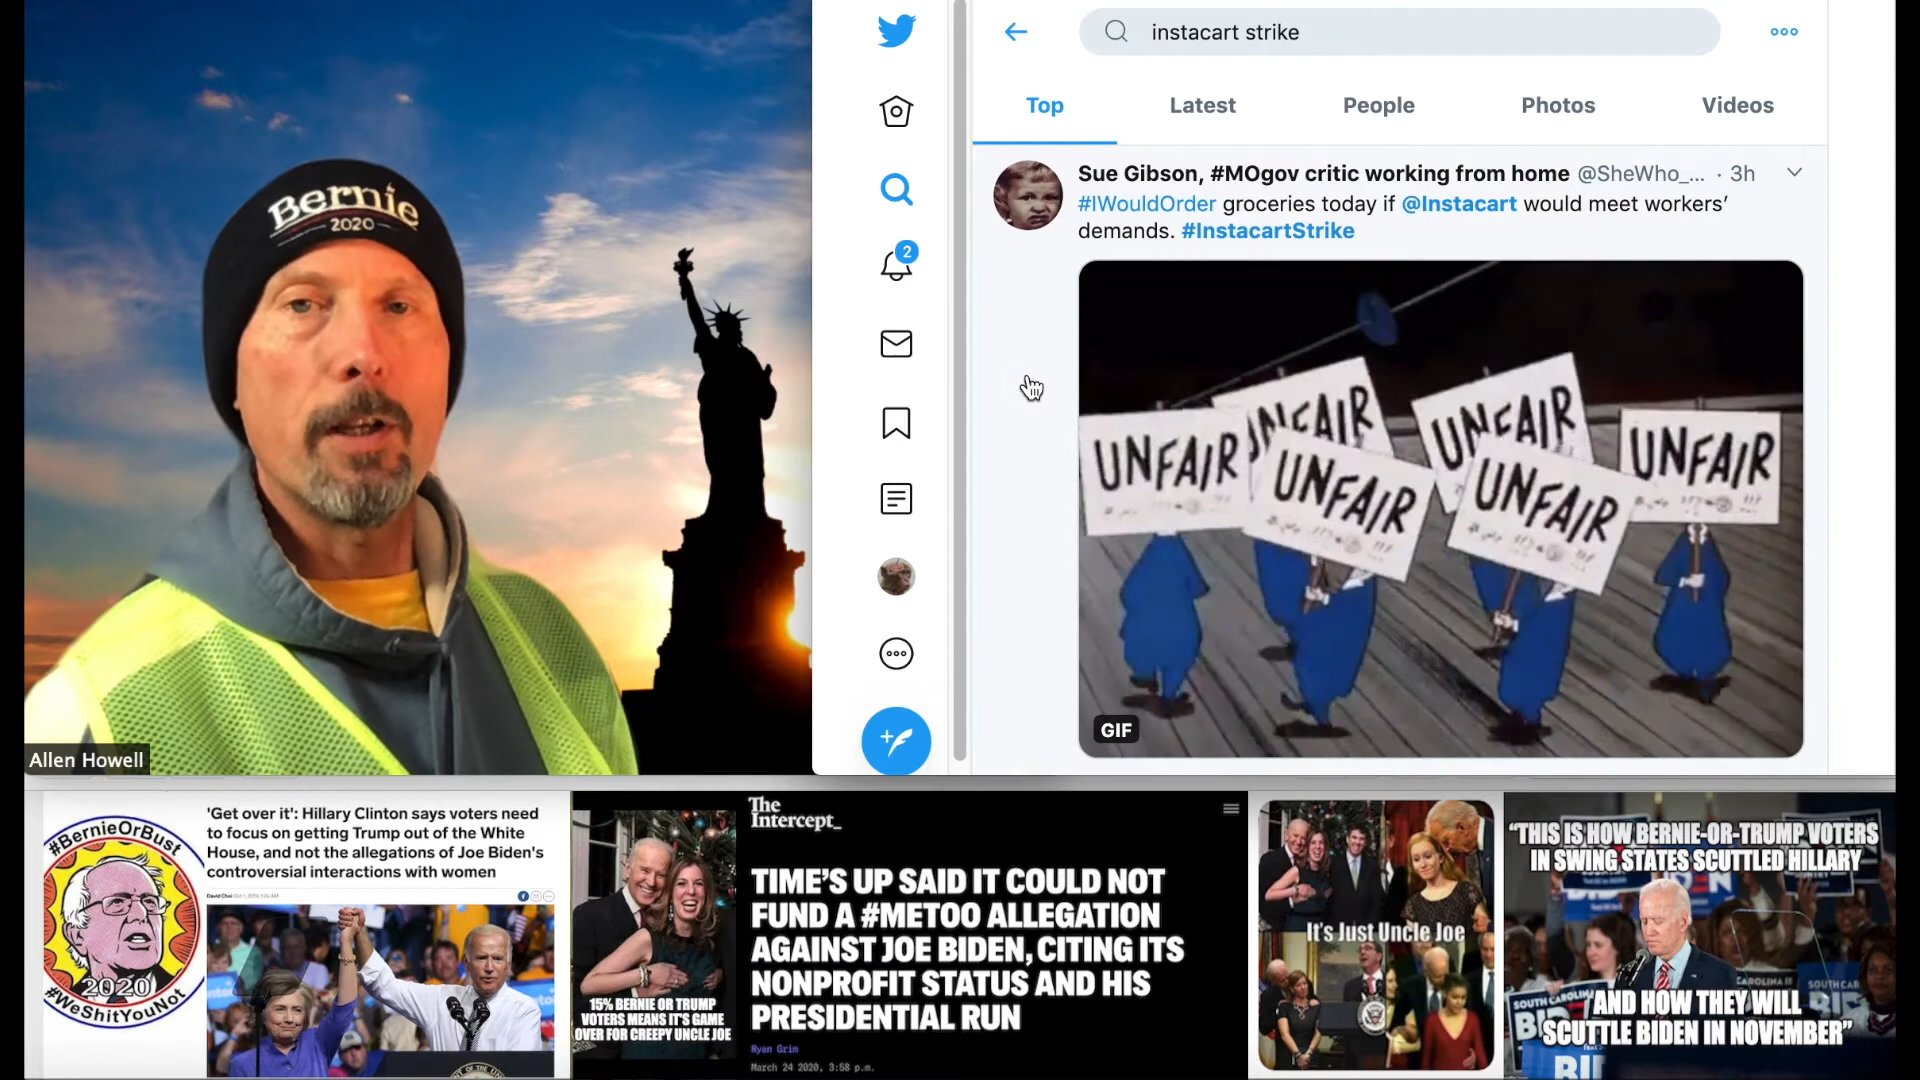 Bernie
2020
Allen Howell
instacart strike
Top
Latest
People
Photos
Videos
2
Sue Gibson, #MOgov critic working from home @SheWho_... · 3h
#IWouldOrder groceries today if @Instacart would meet workers'
demands. #InstacartStrike
UNFAIR
UNFAIR
UNFAIR
UNFAIR
UNFAIR
UNFAIR
GIF
#BernieOrBust
2020
#WeShitYouNot
'Get over it': Hillary Clinton says voters need
to focus on getting Trump out of the White
House, and not the allegations of Joe Biden's
controversial interactions with women
15% BERNIE OR TRUMP
VOTERS MEANS IT'S GAME
OVER FOR CREEPY UNCLE JOE
The
Intercept_
TIME'S UP SAID IT COULD NOT
FUND A #METOO ALLEGATION
AGAINST JOE BIDEN, CITING ITS
NONPROFIT STATUS AND HIS
PRESIDENTIAL RUN
Ryan Grim
March 24 2020, 3:58 p.m.
It's Just Uncle Joe
"THIS IS HOW BERNIE-OR-TRUMP VOTERS
IN SWING STATES SCUTTLED HILLARY
AND HOW THEY WILL
SCUTTLE BIDEN IN NOVEMBER"